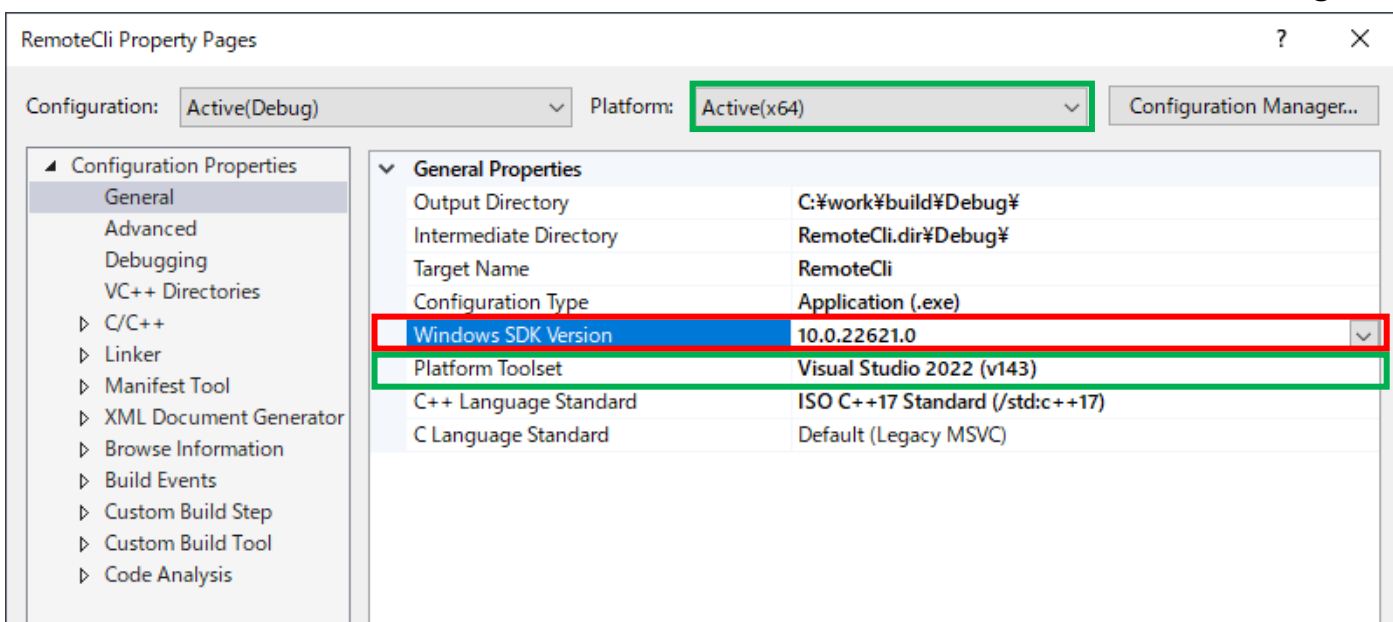 RemoteCli Property Pages ? ×
Configuration: Active(Debug) Platform: Active(x64) Configuration Manager...
Configuration Properties
General
Advanced
Debugging
VC++ Directories
C/C++
Linker
Manifest Tool
XML Document Generator
Browse Information
Build Events
Custom Build Step
Custom Build Tool
Code Analysis
General Properties
Output Directory C:¥work¥build¥Debug¥
Intermediate Directory RemoteCli.dir¥Debug¥
Target Name RemoteCli
Configuration Type Application (.exe)
Windows SDK Version 10.0.22621.0
Platform Toolset Visual Studio 2022 (v143)
C++ Language Standard ISO C++17 Standard (/std:c++17)
C Language Standard Default (Legacy MSVC)